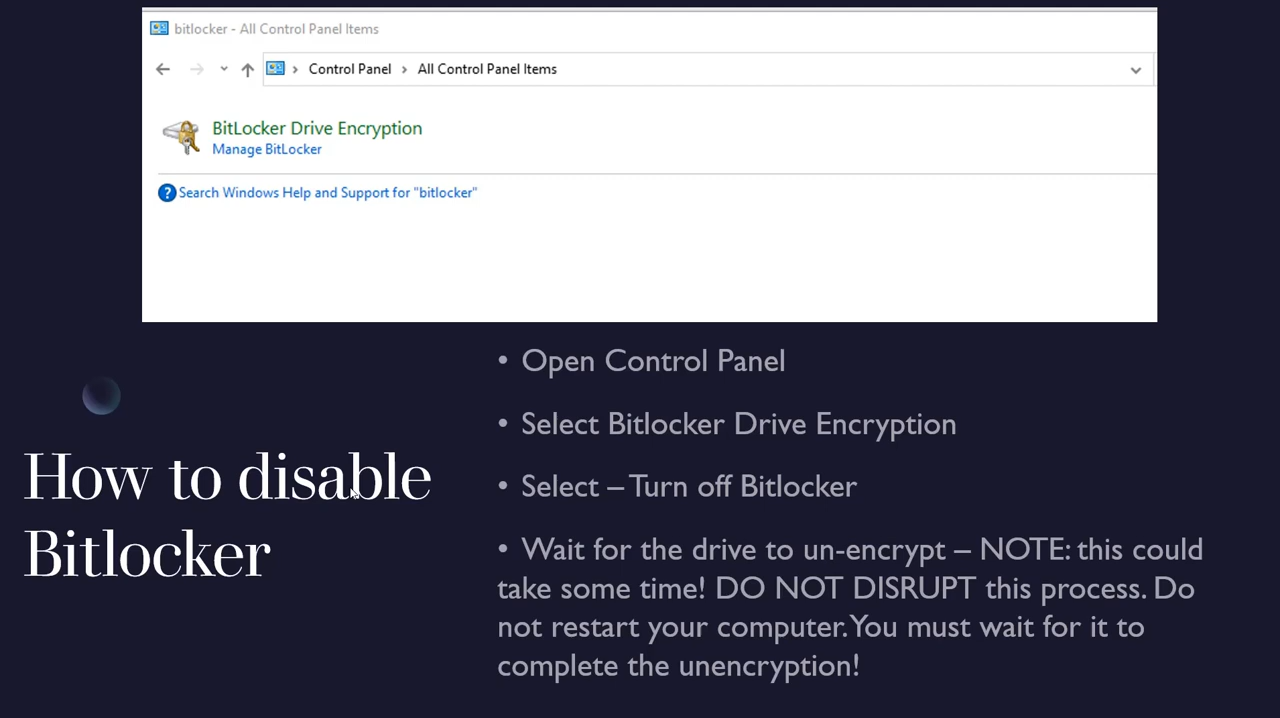 bitlocker - All Control Panel Items
Control Panel > All Control Panel Items
BitLocker Drive Encryption
Manage BitLocker
? Search Windows Help and Support for "bitlocker"
• Open Control Panel
• Select Bitlocker Drive Encryption
• Select – Turn off Bitlocker
• Wait for the drive to un-encrypt – NOTE: this could
take some time! DO NOT DISRUPT this process. Do
not restart your computer. You must wait for it to
complete the unencryption!
How to disable
Bitlocker